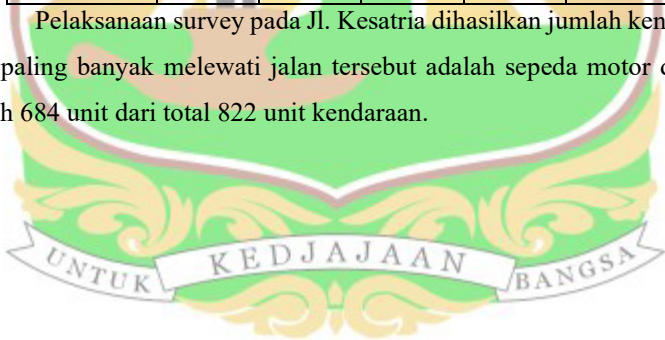 Pelaksanaan survey pada Jl. Kesatria dihasilkan jumlah ken
paling banyak melewati jalan tersebut adalah sepeda motor
h 684 unit dari total 822 unit kendaraan.
UNTUK KEDJAJAAN BANGSA